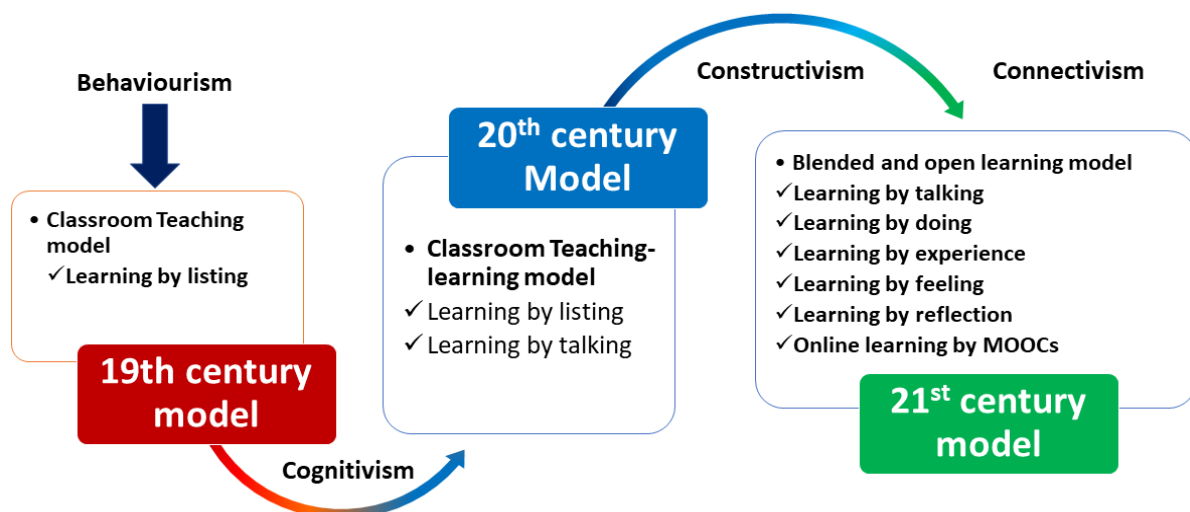 Behaviourism
• Classroom Teaching
model
✓Learning by listing
19th century
model
Cognitivism
20th century
Model
• Classroom Teaching-
learning model
✓ Learning by listing
✓ Learning by talking
Constructivism
Connectivism
• Blended and open learning model
✓Learning by talking
✓Learning by doing
✓Learning by experience
✓Learning by feeling
✓Learning by reflection
✓Online learning by MOOCs
21st century
model